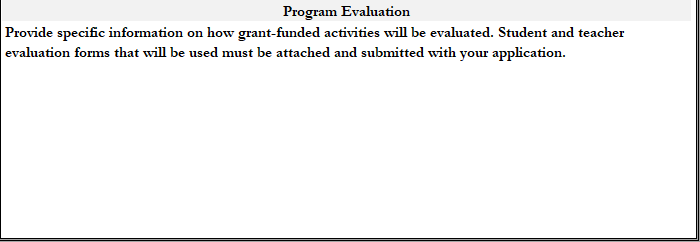 Program Evaluation
Provide specific information on how grant-funded activities will be evaluated. Student and teacher
evaluation forms that will be used must be attached and submitted with your application.